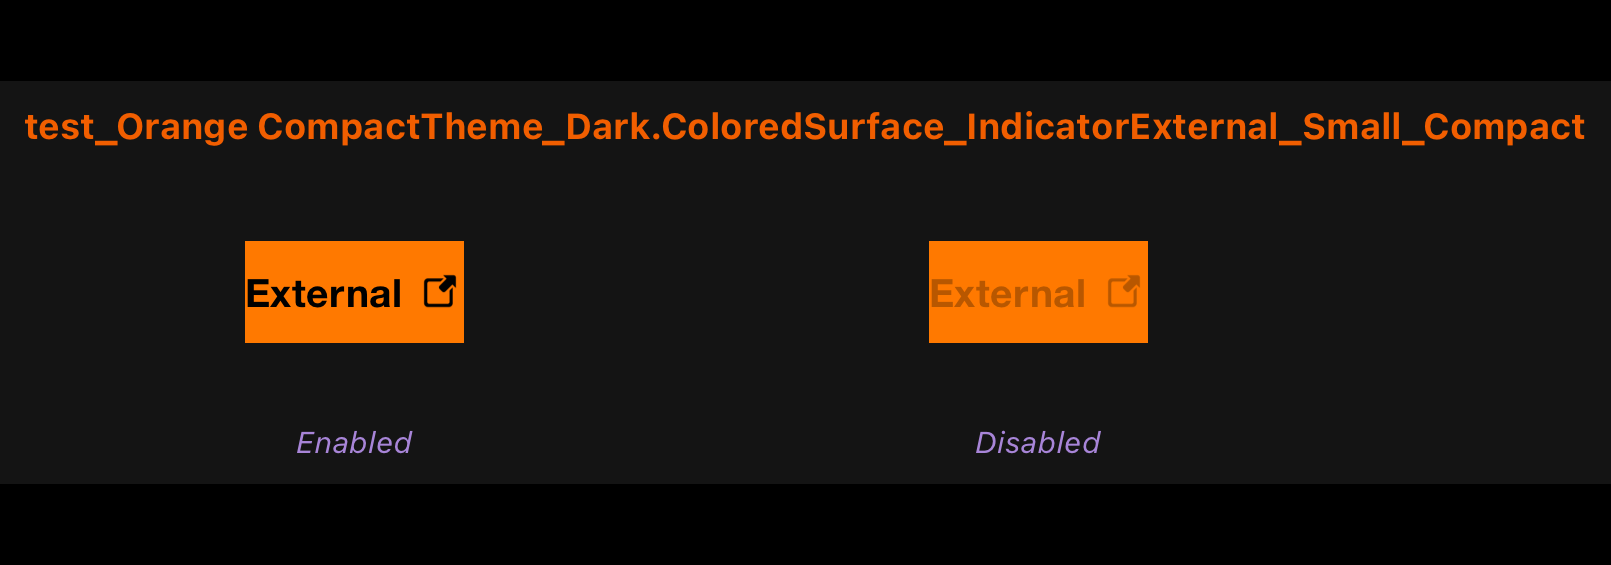 test_Orange CompactTheme_Dark.ColoredSurface_IndicatorExternal_Small_Compact
External External
Enabled Disabled